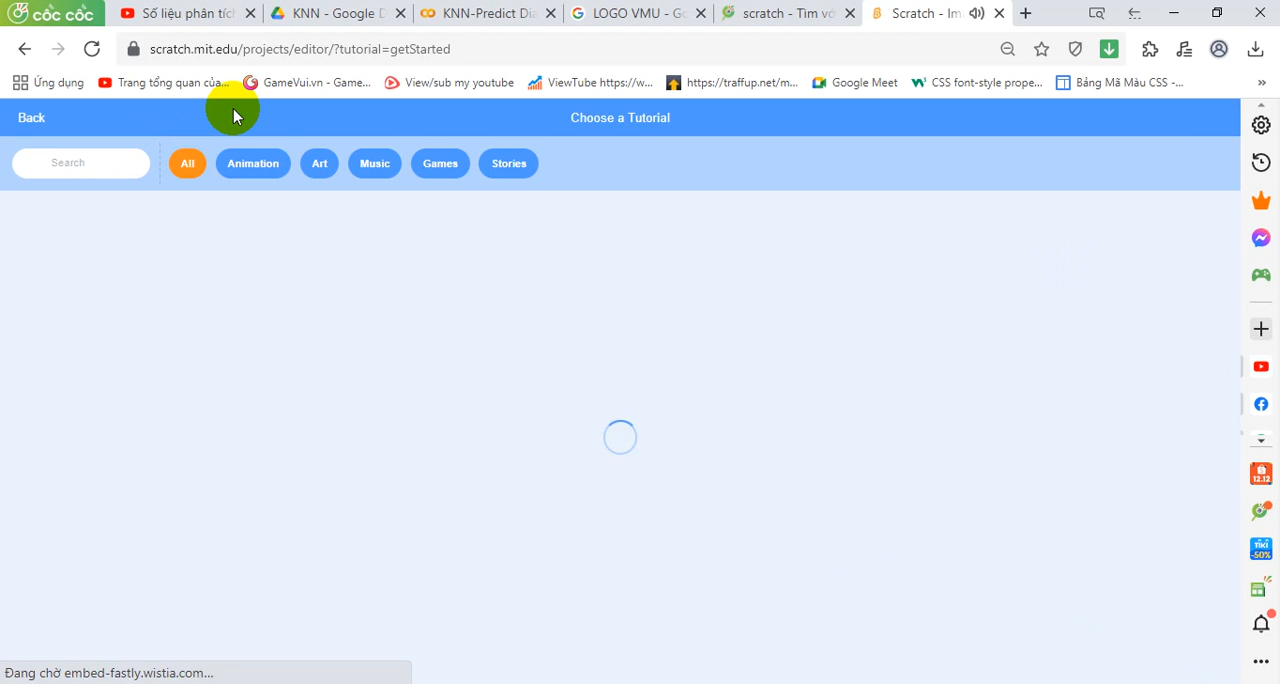 cốc cốc
Số liệu phân tích
KNN - Google D
KNN-Predict Dia
LOGO VMU - Go
scratch - Tìm vớ
Scratch - Im
scratch.mit.edu/projects/editor/?tutorial=getStarted
Ứng dụng
Trang tổng quan của...
GameVui.vn - Game...
View/sub my youtube
ViewTube https://w...
https://traffup.net/m...
Google Meet
CSS font-style prope...
Bảng Mã Màu CSS -...
»
Back
Choose a Tutorial
Search
All
Animation
Art
Music
Games
Stories
12.12
TIKI
-50%
Đang chờ embed-fastly.wistia.com...